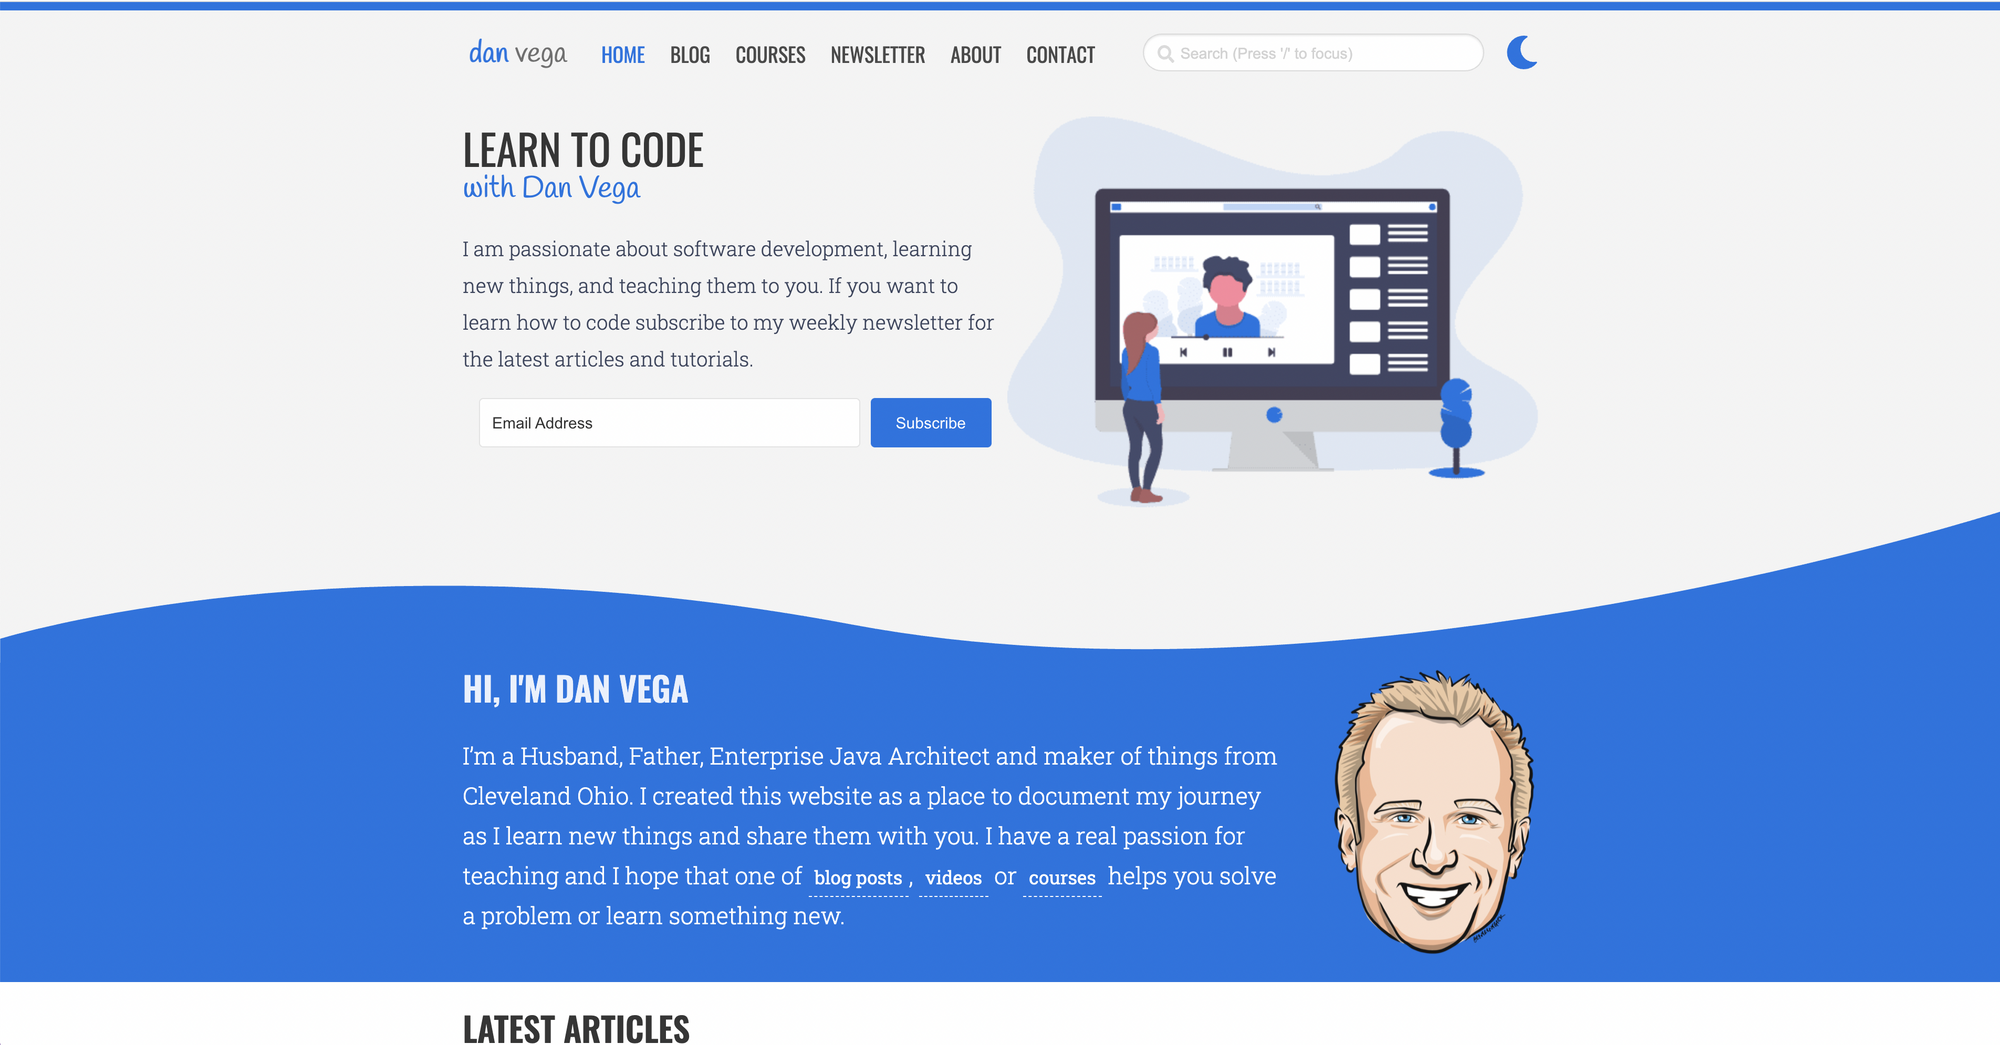 dan vega
HOME
BLOG
COURSES
NEWSLETTER
ABOUT
CONTACT
Search (Press '/' to focus)
LEARN TO CODE
with Dan Vega
I am passionate about software development, learning
new things, and teaching them to you. If you want to
learn how to code subscribe to my weekly newsletter for
the latest articles and tutorials.
Email Address
Subscribe
HI, I'M DAN VEGA
I’m a Husband, Father, Enterprise Java Architect and maker of things from
Cleveland Ohio. I created this website as a place to document my journey
as I learn new things and share them with you. I have a real passion for
teaching and I hope that one of blog posts , videos or courses helps you solve
a problem or learn something new.
LATEST ARTICLES